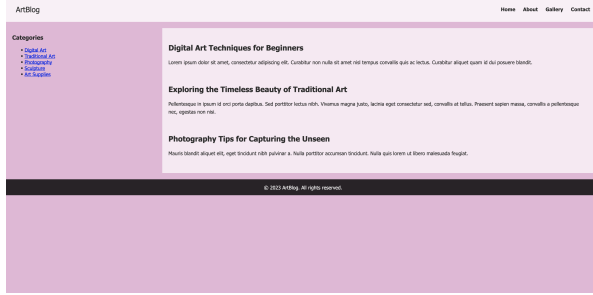 ArtBlog
Home About Gallery Contact
Categories
Digital Art
Traditional Art
Photography
Sculpture
Art Supplies
Digital Art Techniques for Beginners
Lorem ipsum dolor sit amet, consectetur adipiscing elit. Curabitur non nulla sit amet nisl tempus convallis quis ac lectus. Curabitur aliquet quam id dui posuere blandit.
Exploring the Timeless Beauty of Traditional Art
Pellentesque in ipsum id orci porta dapibus. Sed porttitor lectus nibh. Vivamus magna justo, lacinia eget consectetur sed, convallis at tellus. Praesent sapien massa, convallis a pellentesque
nec, egestas non nisi.
Photography Tips for Capturing the Unseen
Mauris blandit aliquet elit, eget tincidunt nibh pulvinar a. Nulla porttitor accumsan tincidunt. Nulla quis lorem ut libero malesuada feugiat.
© 2023 ArtBlog. All rights reserved.